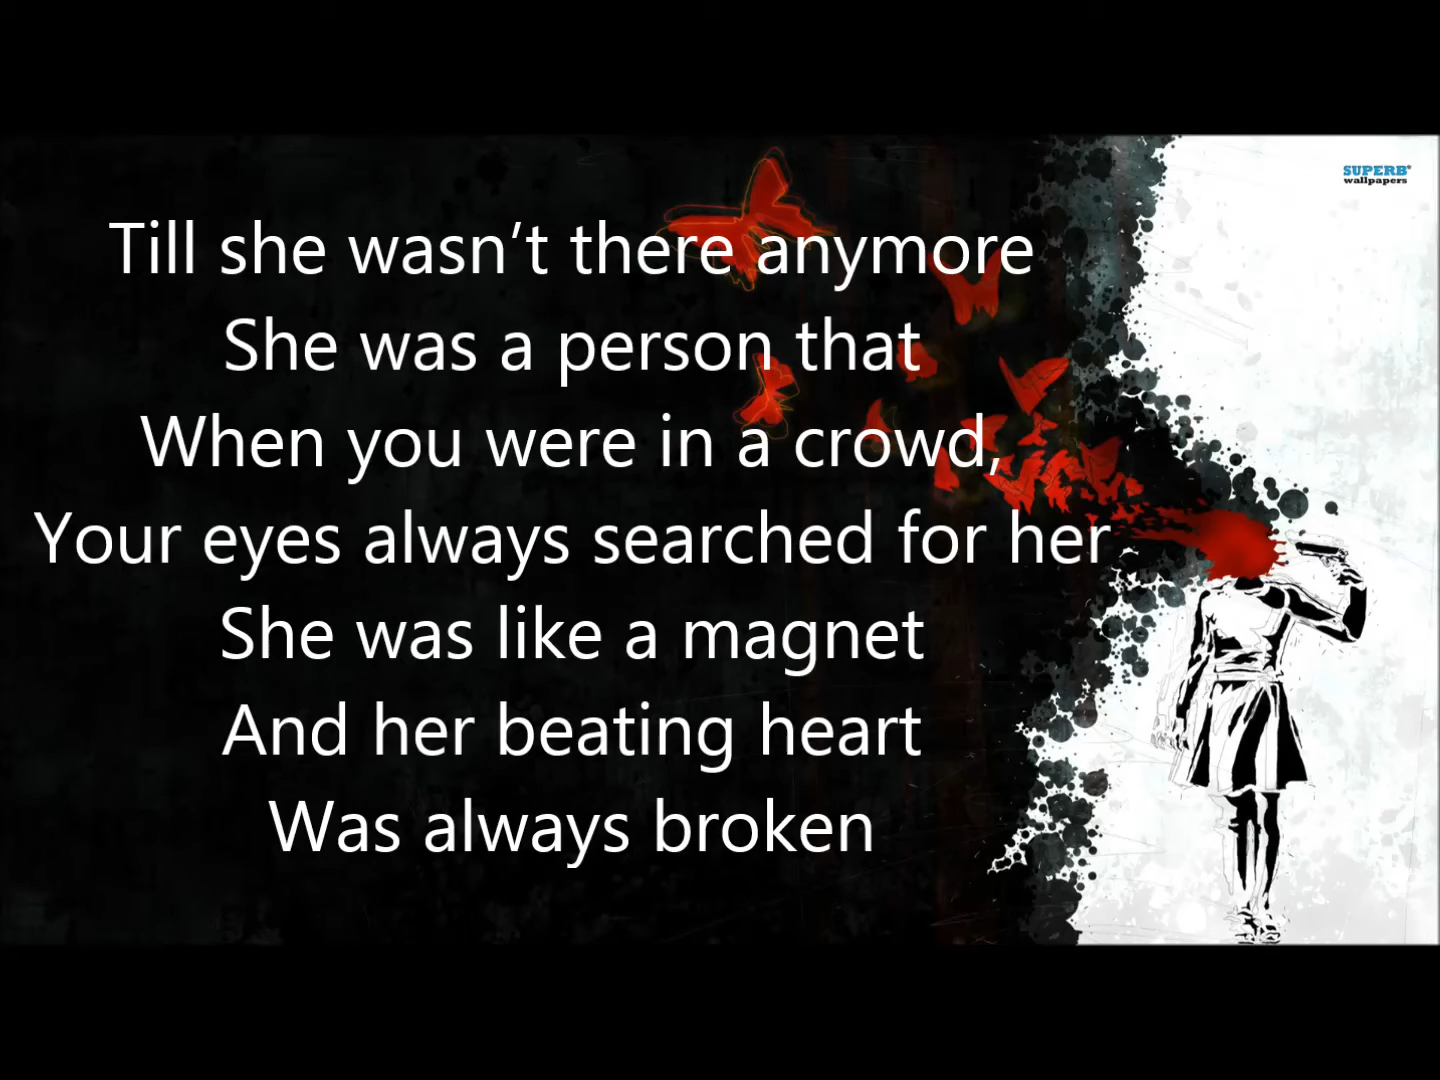 SUPERB®
wallpapers
Till she wasn’t there anymore
She was a person that
When you were in a crowd,
Your eyes always searched for her
She was like a magnet
And her beating heart
Was always broken